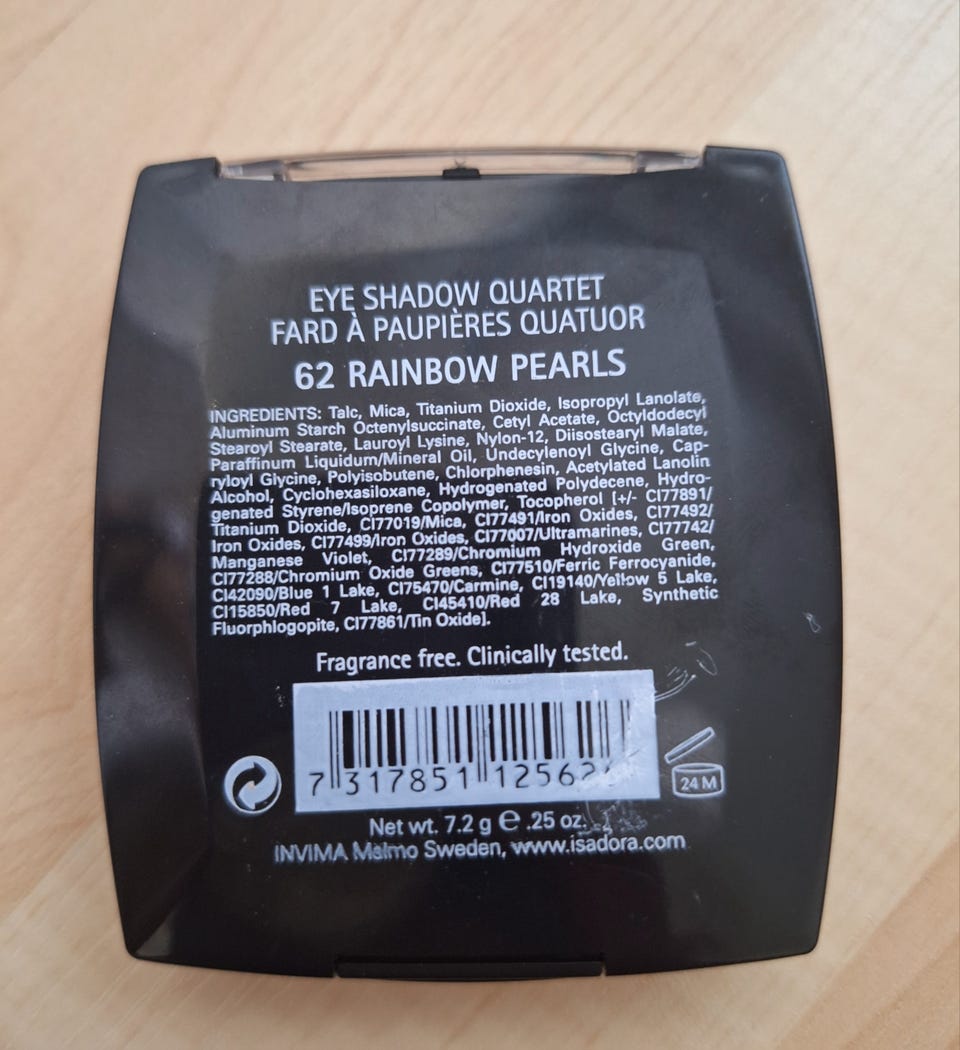 EYE SHADOW QUARTET
FARD À PAUPIÈRES QUATUOR
62 RAINBOW PEARLS
INGREDIENTS: Talc, Mica, Titanium Dioxide, Isopropyl Lanolate,
Aluminum Starch Octenylsuccinate, Cetyl Acetate, Octyldodecyl
Stearoyl Stearate, Lauroyl Lysine, Nylon-12, Diisostearyl Malate,
Paraffinum Liquidum/Mineral Oil, Undecylenoyl Glycine, Cap-
ryloyl Glycine, Polyisobutene, Chlorphenesin, Acetylated Lanolin
Alcohol, Cyclohexasiloxane, Hydrogenated Polydecene, Hydro-
genated Styrene/Isoprene Copolymer, Tocopherol [+/- CI77891/
Titanium Dioxide, CI77019/Mica, CI77491/Iron Oxides, CI77492/
Iron Oxides, CI77499/Iron Oxides, CI77007/Ultramarines, CI77742/
Manganese Violet, CI77289/Chromium Hydroxide Green,
CI77288/Chromium Oxide Greens, CI77510/Ferric Ferrocyanide,
CI42090/Blue 1 Lake, CI75470/Carmine, CI19140/Yellow 5 Lake,
CI15850/Red 7 Lake, CI45410/Red 28 Lake, Synthetic
Fluorphlogopite, CI77861/Tin Oxide].
Fragrance free. Clinically tested.
7 317851
24 M
Net wt. 7.2 g e .25 oz.
INVIMA Malmo Sweden, www.isadora.com